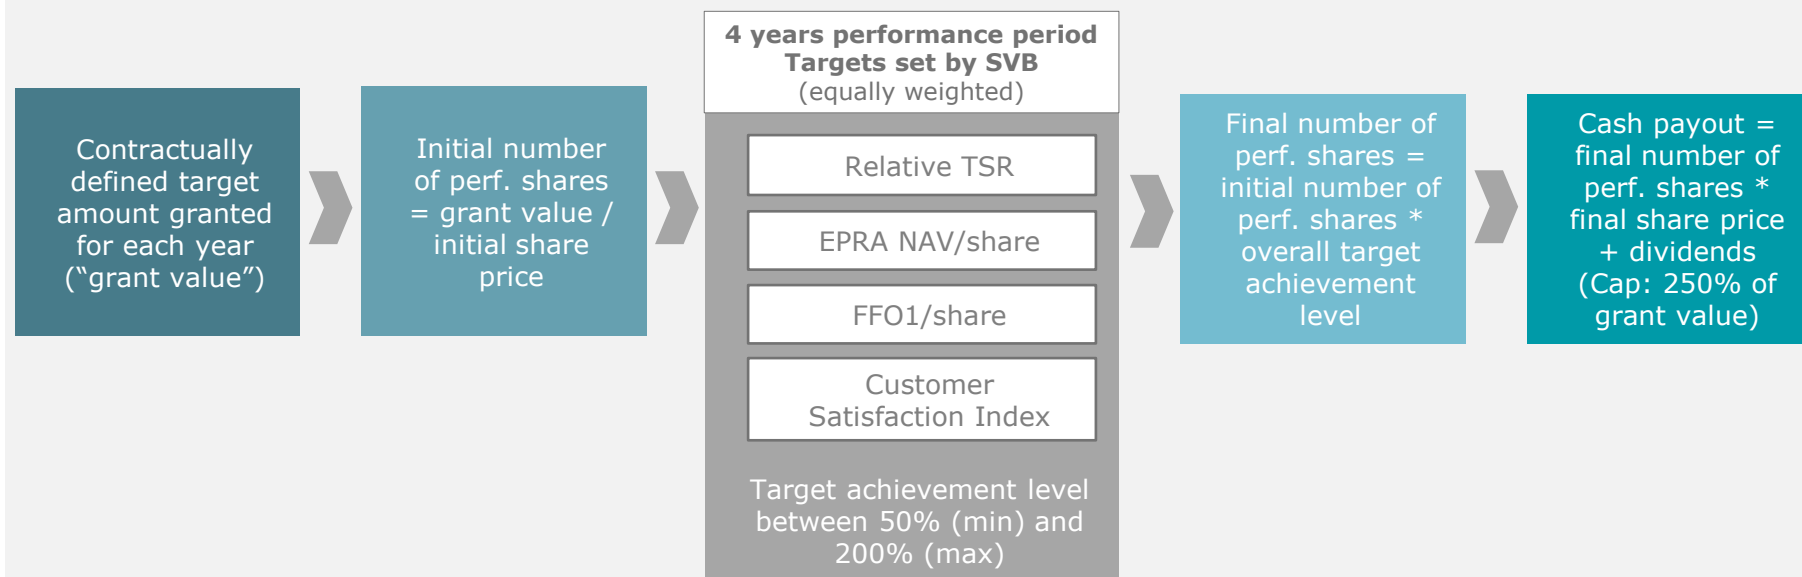 Contractually
defined target
amount granted
for each year
(“grant value”)
Initial number
of perf. shares
= grant value /
initial share
price
4 years performance period
Targets set by SVB
(equally weighted)
Relative TSR
EPRA NAV/share
FFO1/share
Customer
Satisfaction Index
Target achievement level
between 50% (min) and
200% (max)
Final number of
perf. shares =
initial number of
perf. shares *
overall target
achievement
level
Cash payout =
final number of
perf. shares *
final share price
+ dividends
(Cap: 250% of
grant value)